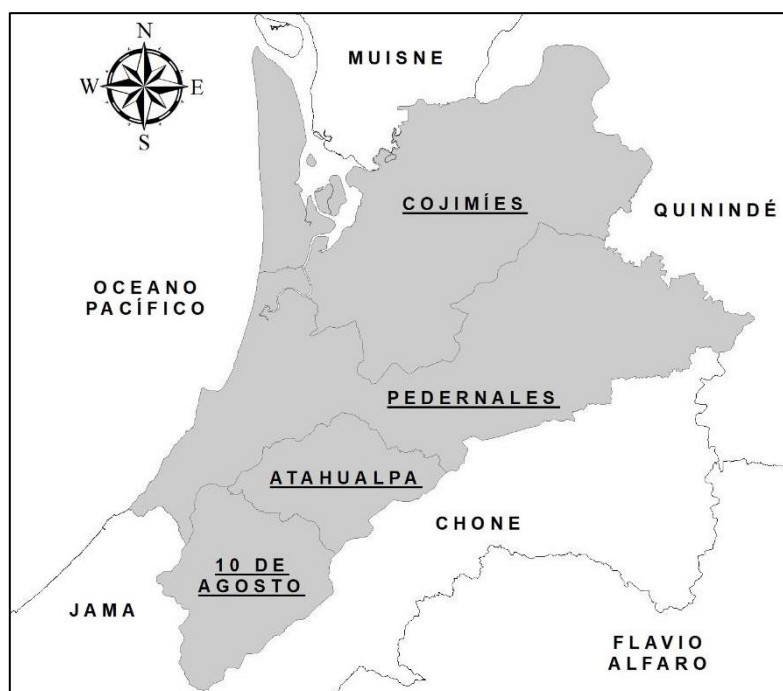 N
W E
S
MUISNE
COJIMÍES
QUININDÉ
OCEANO
PACÍFICO
PEDERNALES
ATAHUALPA
CHONE
10 DE
AGOSTO
JAMA
FLAVIO
ALFARO